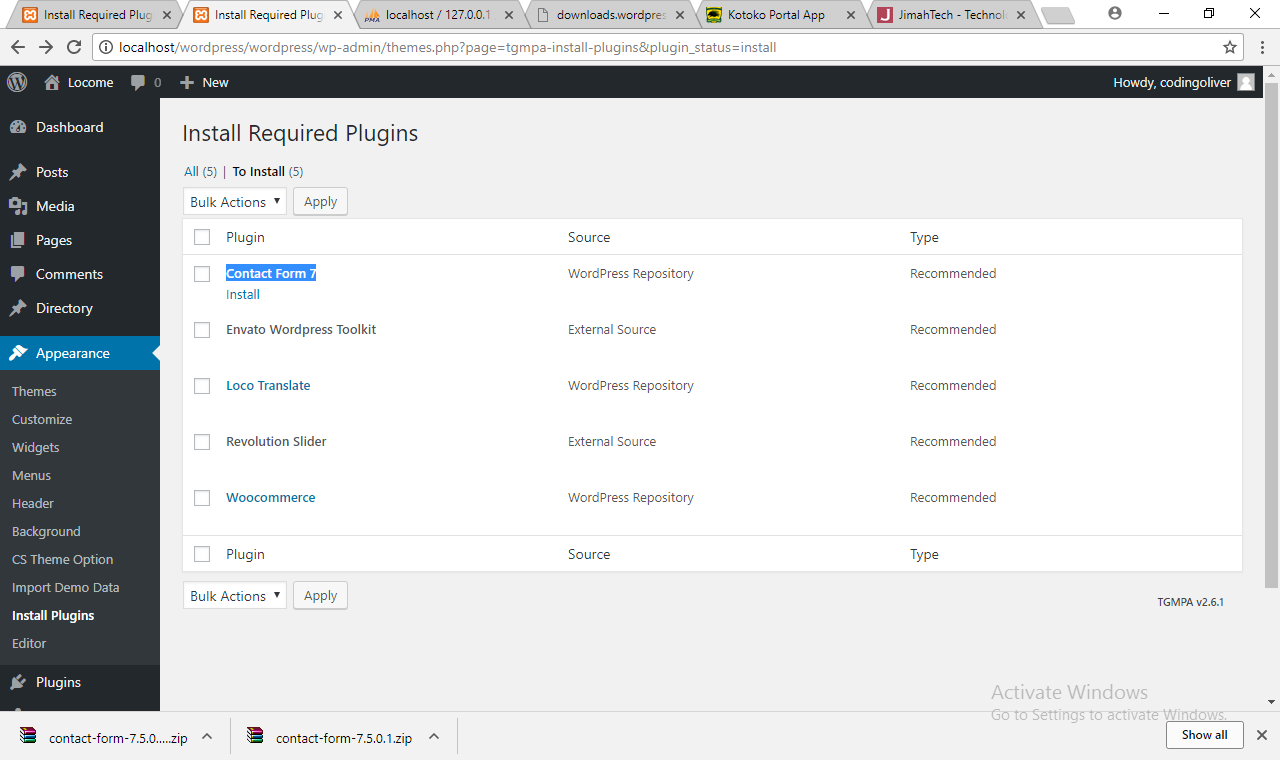 Install Required Plug
Install Required Plug
localhost / 127.0.0.1
downloads.wordpres
Kotoko Portal App
JimahTech - Technol
localhost/wordpress/wordpress/wp-admin/themes.php?page=tgmpa-install-plugins&plugin_status=install
Locome
0
New
Howdy, codingoliver
Dashboard
Posts
Media
Pages
Comments
Directory
Appearance
Themes
Customize
Widgets
Menus
Header
Background
CS Theme Option
Import Demo Data
Install Plugins
Editor
Plugins
Install Required Plugins
All (5) | To Install (5)
Bulk Actions Apply
Plugin Source Type
Contact Form 7 WordPress Repository Recommended
Install
Envato Wordpress Toolkit External Source Recommended
Loco Translate WordPress Repository Recommended
Revolution Slider External Source Recommended
Woocommerce WordPress Repository Recommended
Plugin Source Type
Bulk Actions Apply
TGMPA v2.6.1
Activate Windows
Go to Settings to activate Windows.
contact-form-7.5.0.....zip
contact-form-7.5.0.1.zip
Show all